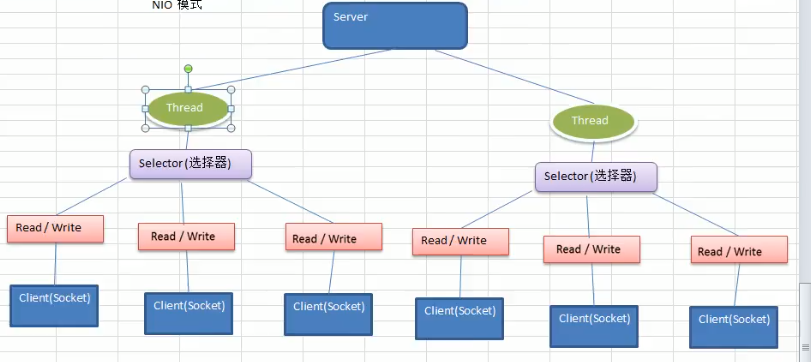 NIO 模式
Server
Thread
Thread
Selector(选择器)
Selector(选择器)
Read / Write
Read / Write
Read / Write
Read / Write
Read / Write
Read / Write
Client(Socket)
Client(Socket)
Client(Socket)
Client(Socket)
Client(Socket)
Client(Socket)